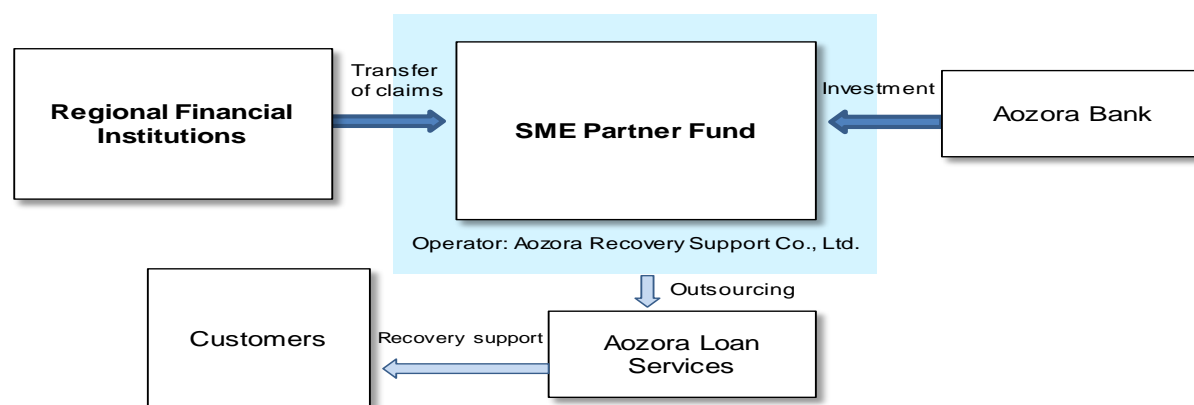 Transfer
of claims
Regional Financial
Institutions
SME Partner Fund
Investment
Aozora Bank
Operator: Aozora Recovery Support Co., Ltd.
Outsourcing
Customers
Recovery support
Aozora Loan
Services